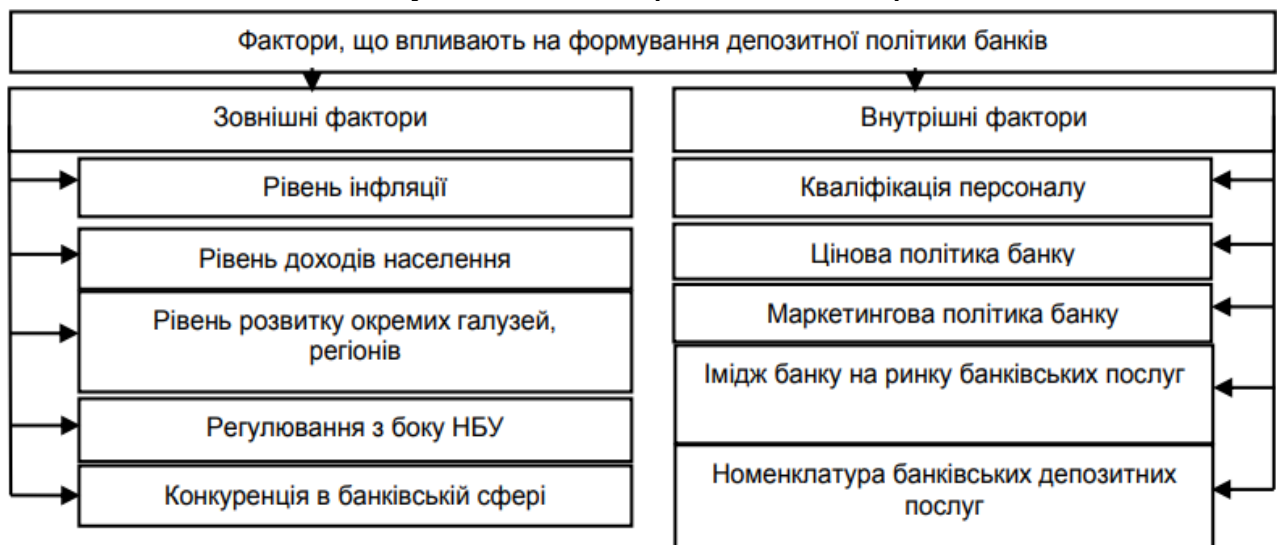 Фактори, що впливають на формування депозитної політики банків
Зовнішні фактори
Рівень інфляції
Рівень доходів населення
Рівень розвитку окремих галузей,
регіонів
Регулювання з боку НБУ
Конкуренція в банківській сфері
Внутрішні фактори
Кваліфікація персоналу
Цінова політика банку
Маркетингова політика банку
Імідж банку на ринку банківських послуг
Номенклатура банківських депозитних
послуг